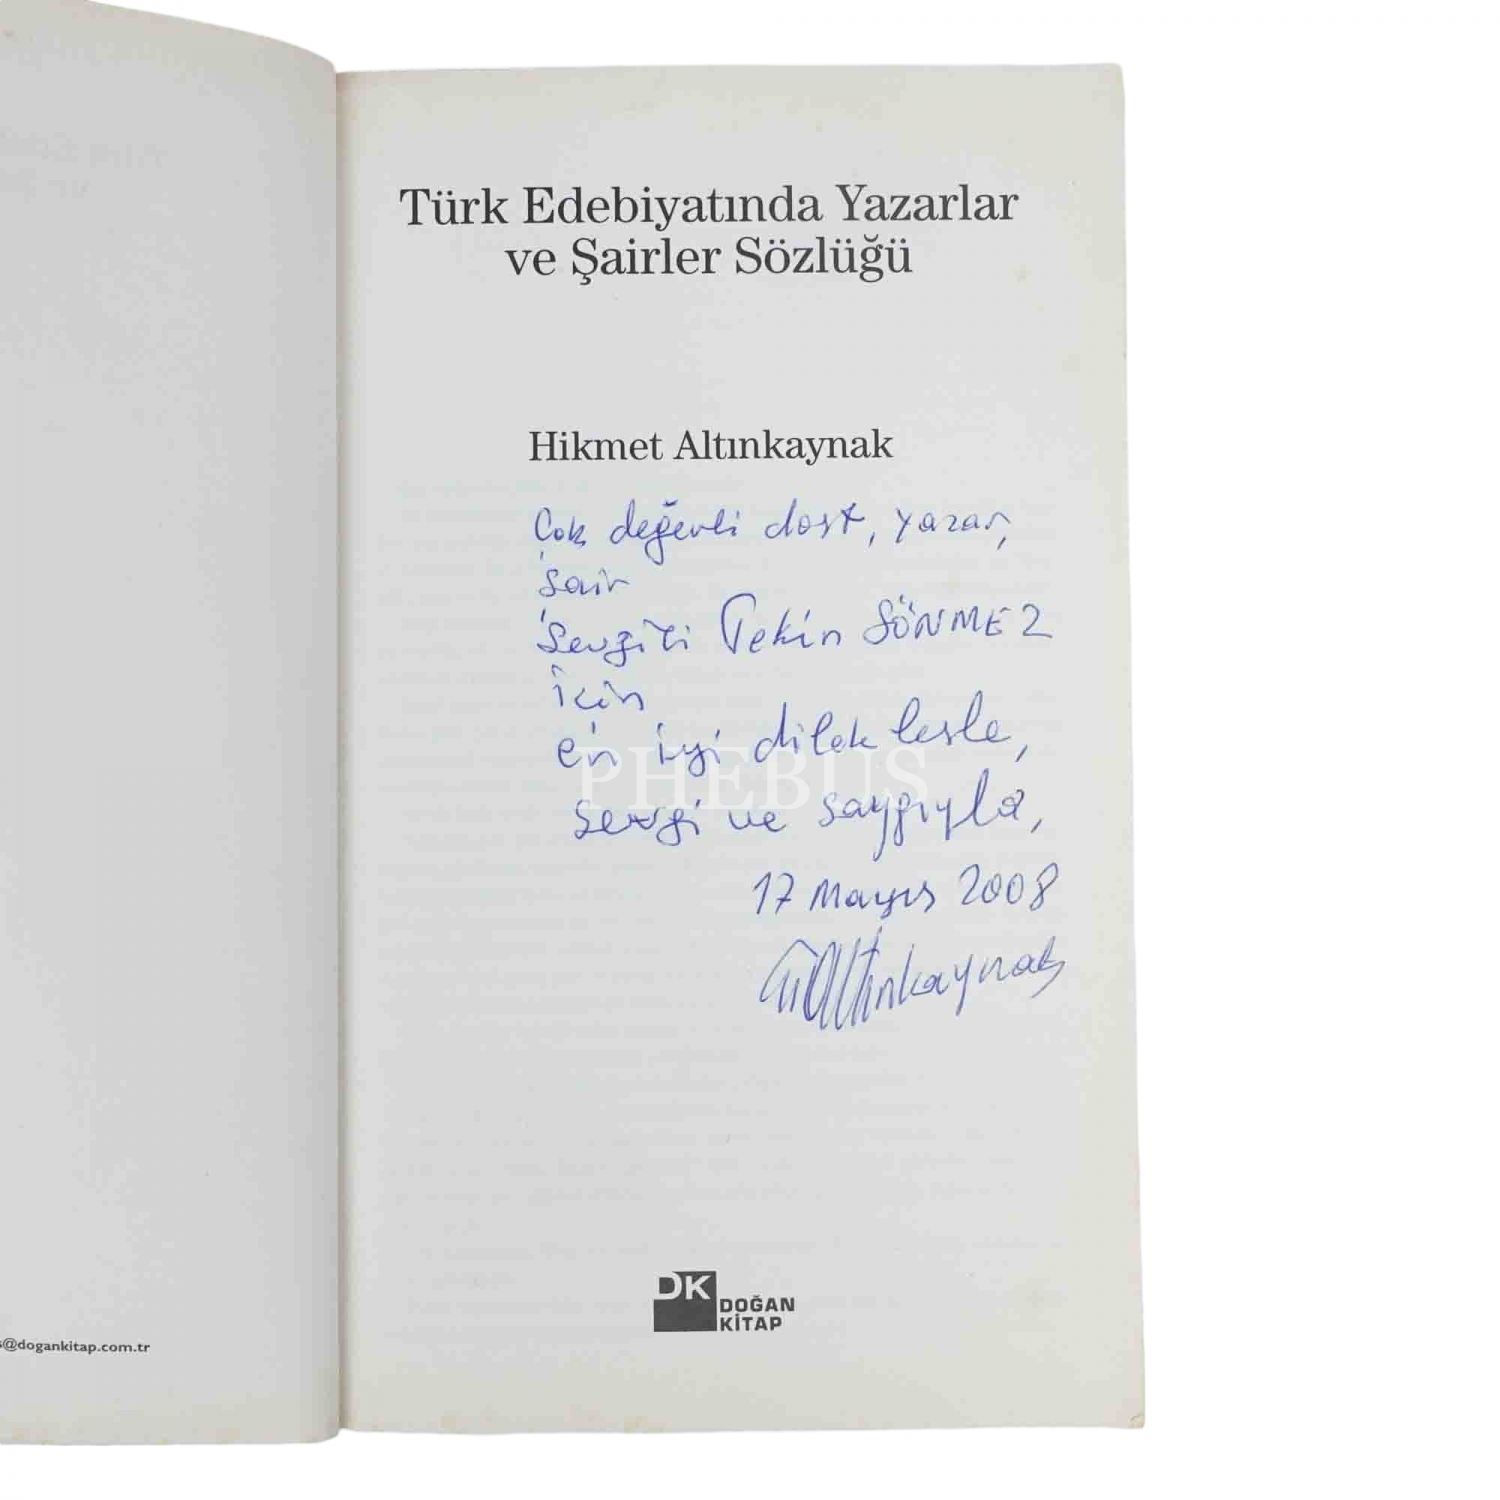 Türk Edebiyatında Yazarlar
ve Şairler Sözlüğü
Hikmet Altınkaynak
Çok değerli dost, yazar,
şair
Sevgili Tekin SÖNMEZ
için
en iyi dileklerle,
sevgi ve saygıyla,
17 Mayıs 2008
HAltınkaynak
PHEBUS
DK
DOĞAN
KİTAP
@dogankitap.com.tr